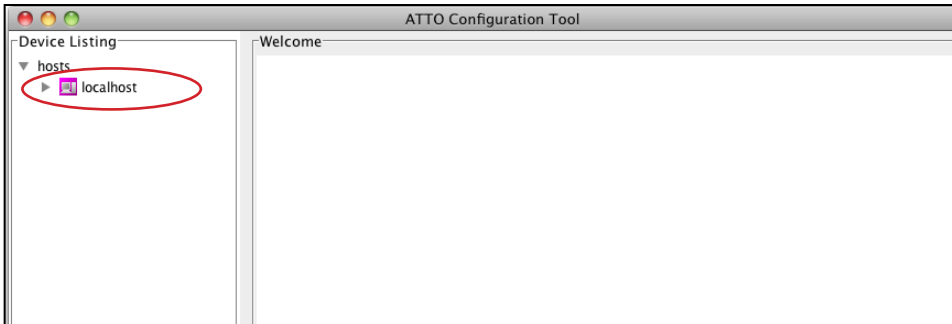 ATTO Configuration Tool
Device Listing
Welcome
hosts
localhost